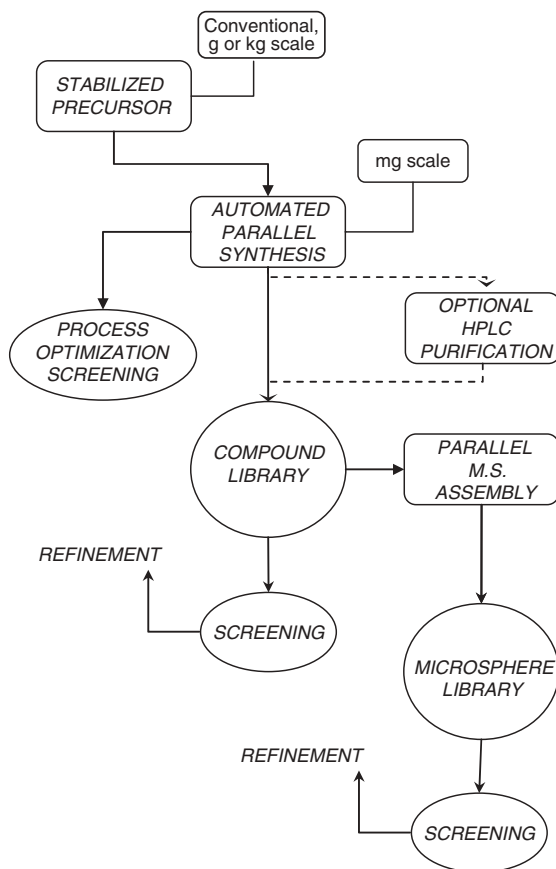 Conventional,
g or kg scale
STABILIZED
PRECURSOR
mg scale
AUTOMATED
PARALLEL
SYNTHESIS
PROCESS
OPTIMIZATION
SCREENING
OPTIONAL
HPLC
PURIFICATION
COMPOUND
LIBRARY
PARALLEL
M.S.
ASSEMBLY
REFINEMENT
SCREENING
MICROSPHERE
LIBRARY
REFINEMENT
SCREENING